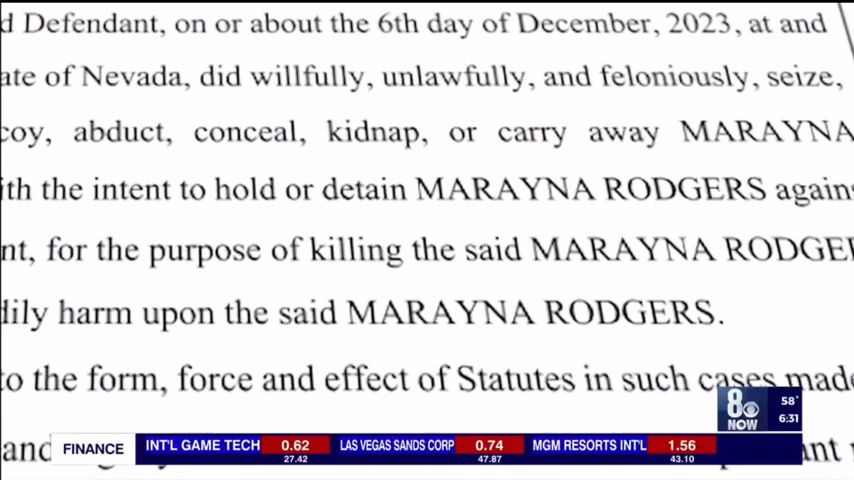 d Defendant, on or about the 6th day of December, 2023, at and
ate of Nevada, did willfully, unlawfully, and feloniously, seize,
coy, abduct, conceal, kidnap, or carry away MARAYNA
ith the intent to hold or detain MARAYNA RODGERS agains
nt, for the purpose of killing the said MARAYNA RODGE
dily harm upon the said MARAYNA RODGERS.
to the form, force and effect of Statutes in such cases made
and
ant
8 NOW
58°
6:31
FINANCE
INT'L GAME TECH 0.62 27.42
LAS VEGAS SANDS CORP 0.74 47.87
MGM RESORTS INT'L 1.56 43.10